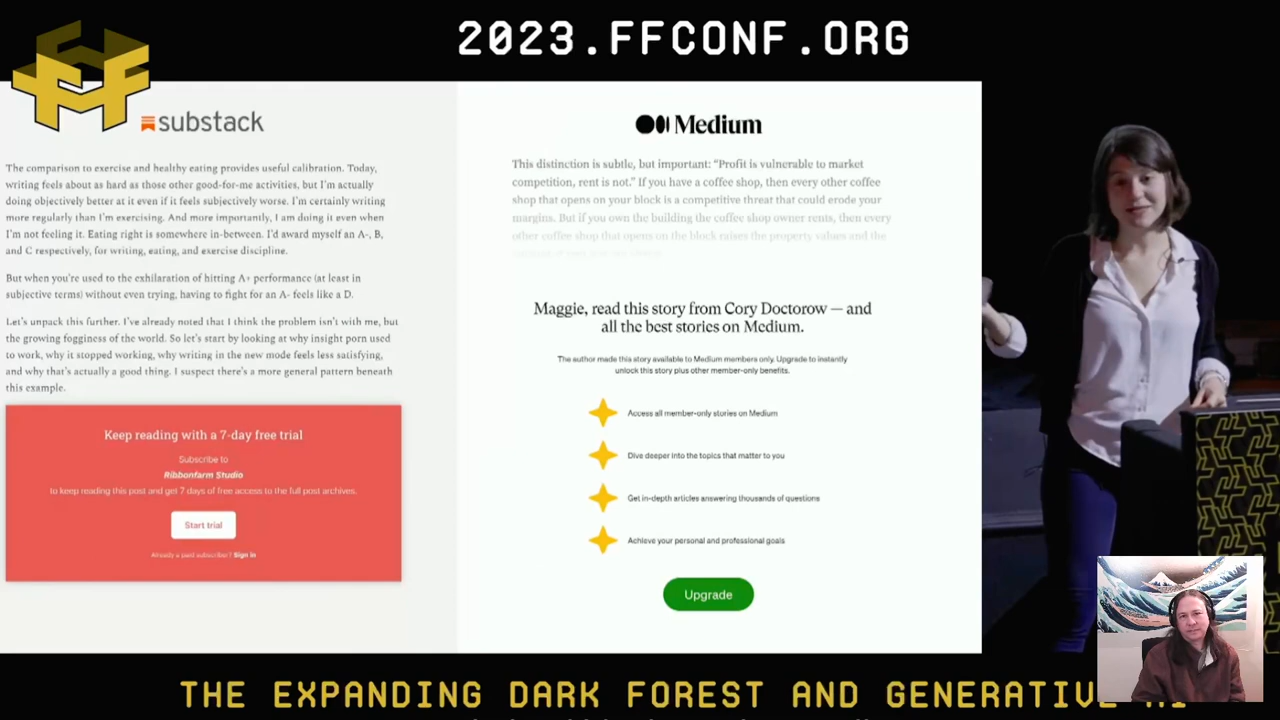 2023.FFCONF.ORG
substack
The comparison to exercise and healthy eating provides useful calibration. Today,
writing feels about as hard as those other good-for-me activities, but I'm actually
doing objectively better at it even if it feels subjectively worse. I'm certainly writing
more regularly than I'm exercising. And more importantly, I am doing it even when
I'm not feeling it. Eating right is somewhere in-between. I'd award myself an A-, B,
and C respectively, for writing, eating, and exercise discipline.
But when you're used to the exhilaration of hitting A+ performance (at least in
subjective terms) without even trying, having to fight for an A- feels like a D.
Let's unpack this further. I've already noted that I think the problem isn't with me, but
the growing fogginess of the world. So let's start by looking at why insight porn used
to work, why it stopped working, why writing in the new mode feels less satisfying,
and why that's actually a good thing. I suspect there's a more general pattern beneath
this example.
Keep reading with a 7-day free trial
Subscribe to
Ribbonfarm Studio
to keep reading this post and get 7 days of free access to the full post archives.
Start trial
Already a paid subscriber? Sign in
Medium
This distinction is subtle, but important: "Profit is vulnerable to market
competition, rent is not." If you have a coffee shop, then every other coffee
shop that opens on your block is a competitive threat that could erode your
margins. But if you own the building the coffee shop owner rents, then every
other coffee shop that opens on the block raises the property values and the
Maggie, read this story from Cory Doctorow — and
all the best stories on Medium.
The author made this story available to Medium members only. Upgrade to instantly
unlock this story plus other member-only benefits.
Access all member-only stories on Medium
Dive deeper into the topics that matter to you
Get in-depth articles answering thousands of questions
Achieve your personal and professional goals
Upgrade
THE EXPANDING DARK FOREST AND GENERATIVE AI